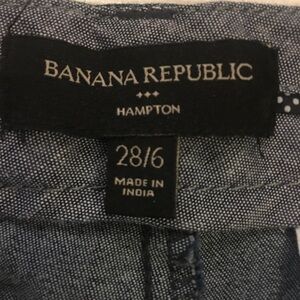 BANANA REPUBLIC
HAMPTON
28/6
MADE IN
INDIA